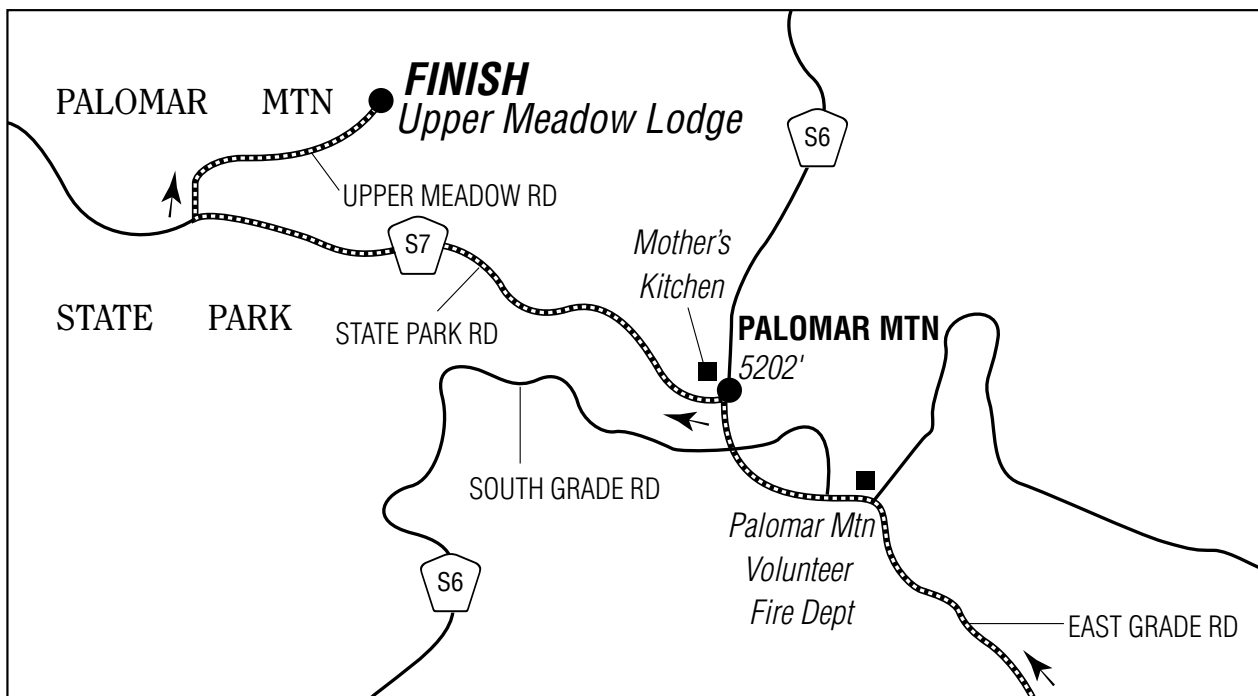 PALOMAR MTN
FINISH
Upper Meadow Lodge
S6
UPPER MEADOW RD
S7
Mother's
Kitchen
STATE PARK
STATE PARK RD
PALOMAR MTN
5202'
SOUTH GRADE RD
Palomar Mtn
Volunteer
Fire Dept
S6
EAST GRADE RD